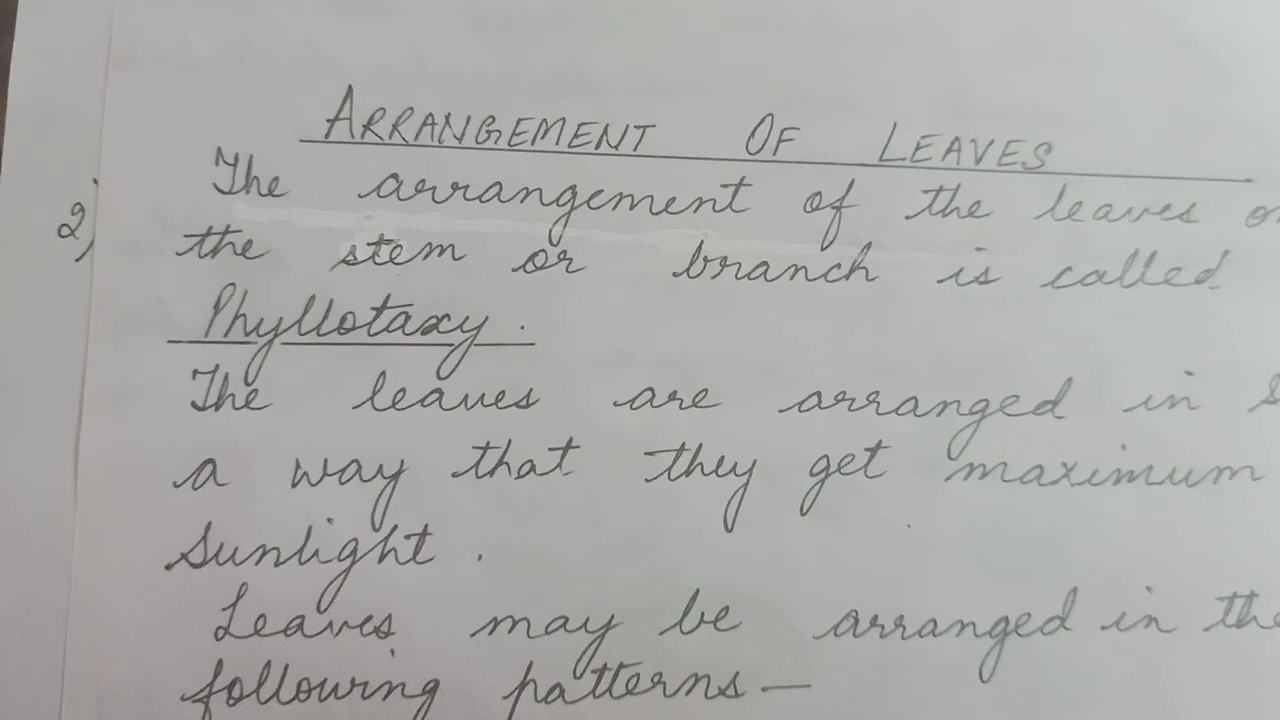 ARRANGEMENT OF LEAVES
The arrangement of the leaves
2) the stem or branch is called
Phyllotaxy.
The leaves are arranged in
a way that they get maximum
Sunlight.
Leaves may be arranged in the
following patterns —